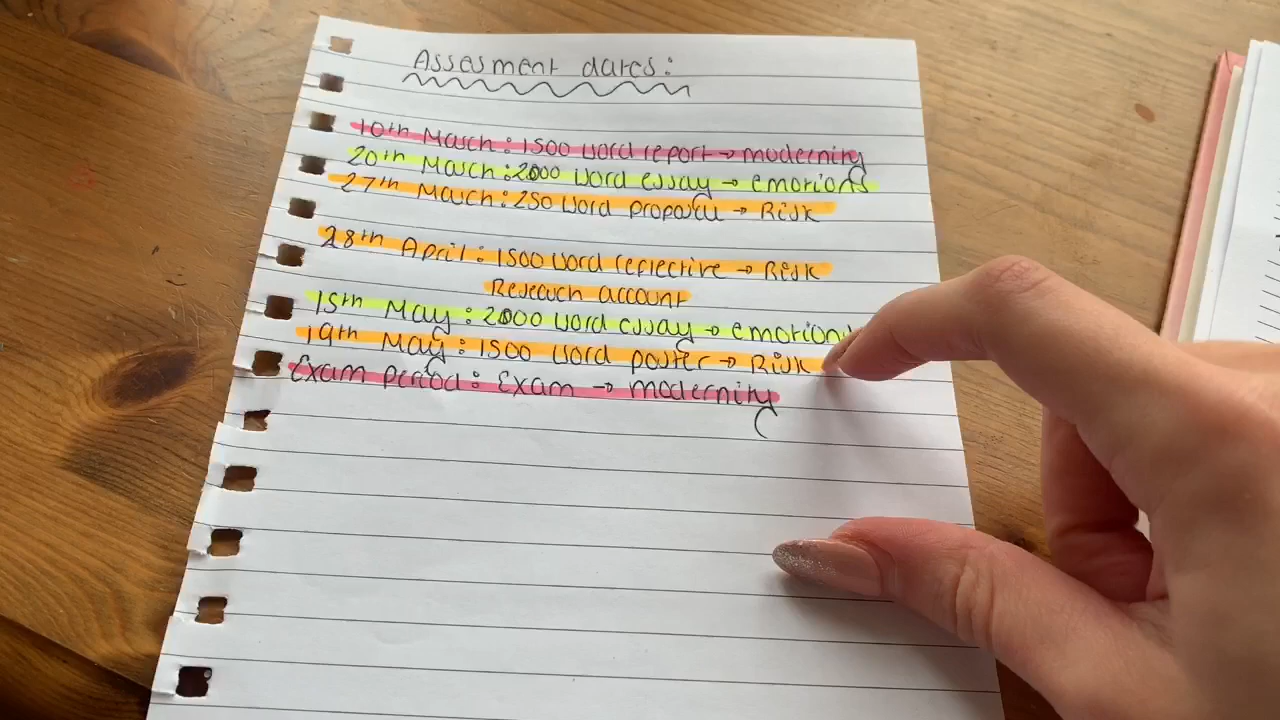 Assesment dates:
10th March: 1500 word report → modernity
20th March: 2000 word essay → emotions
27th March: 250 word proposal → Risk
28th April: 1500 word reflective → Risk
Research account
15th May: 2000 word essay → emotions
19th May: 1500 word poster → Risk
Exam period: Exam → modernity